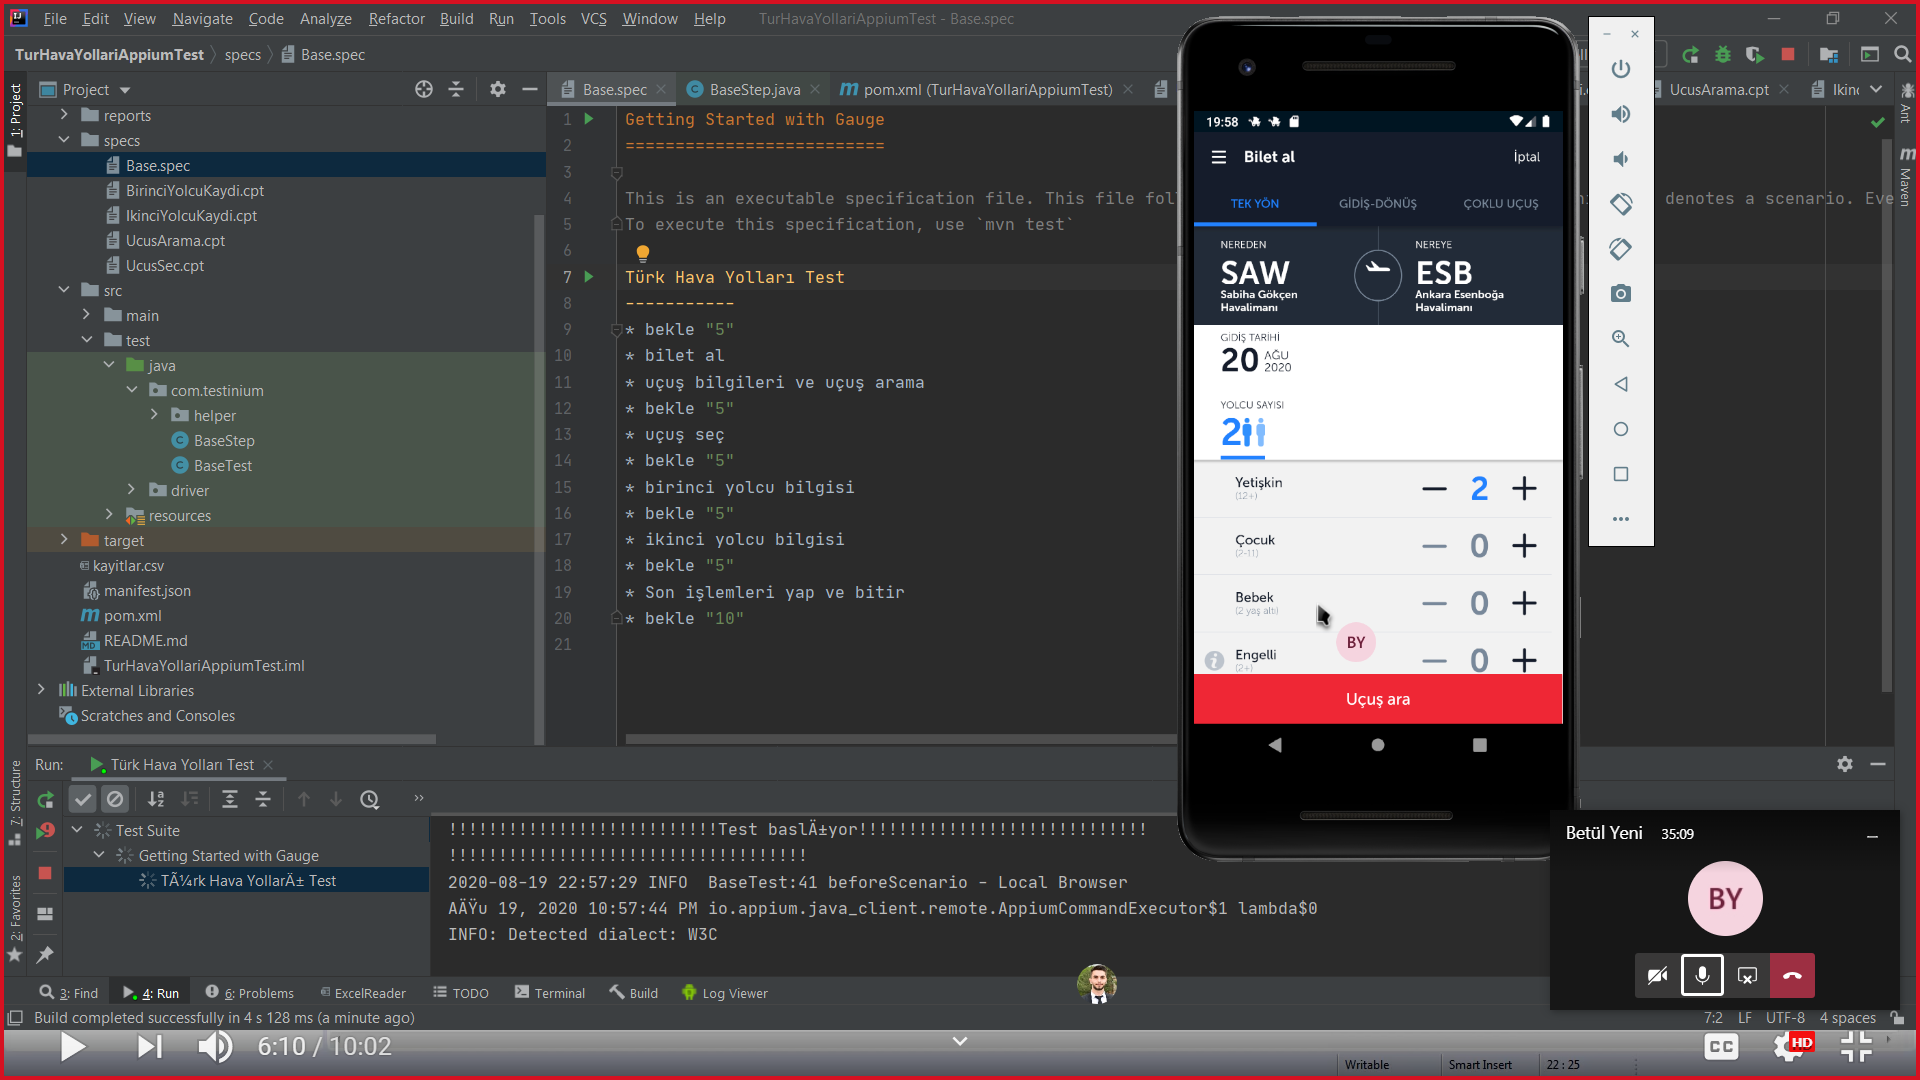 File Edit View Navigate Code Analyze Refactor Build Run Tools VCS Window Help TurHavaYollariAppiumTest - Base.spec
TurHavaYollariAppiumTest specs Base.spec
1: Project
Project
reports
specs
Base.spec
BirinciYolcuKaydi.cpt
IkinciYolcuKaydi.cpt
UcusArama.cpt
UcusSec.cpt
src
main
test
java
com.testinium
helper
BaseStep
BaseTest
driver
resources
target
kayitlar.csv
manifest.json
pom.xml
README.md
TurHavaYollariAppiumTest.iml
External Libraries
Scratches and Consoles
Base.spec BaseStep.java pom.xml (TurHavaYollariAppiumTest) UcusArama.cpt Ikinc
1 Getting Started with Gauge
2 ==========================
3
4 This is an executable specification file. This file fol denotes a scenario. Eve
5 To execute this specification, use `mvn test`
6
7 Türk Hava Yolları Test
8 -----------
9 * bekle "5"
10 * bilet al
11 * uçuş bilgileri ve uçuş arama
12 * bekle "5"
13 * uçuş seç
14 * bekle "5"
15 * birinci yolcu bilgisi
16 * bekle "5"
17 * ikinci yolcu bilgisi
18 * bekle "5"
19 * Son işlemleri yap ve bitir
20 * bekle "10"
21
Ant
Maven
19:58
Bilet al İptal
TEK YÖN GİDİŞ-DÖNÜŞ ÇOKLU UÇUŞ
NEREDEN NEREYE
SAW ESB
Sabiha Gökçen Havalimanı
Ankara Esenboğa Havalimanı
GİDİŞ TARİHİ
20 AĞU 2020
YOLCU SAYISI
2
Yetişkin 2
(12+)
Çocuk 0
(2-11)
Bebek 0
(2 yaş altı)
BY
Engelli 0
(2+)
Uçuş ara
Run: Türk Hava Yolları Test
Test Suite
Getting Started with Gauge
TÃ¼rk Hava YollarÄ± Test
!!!!!!!!!!!!!!!!!!!!!!!!!!!Test baslÄ±yor!!!!!!!!!!!!!!!!!!!!!!!!!!!!!
!!!!!!!!!!!!!!!!!!!!!!!!!!!!!!!!!!!!
2020-08-19 22:57:29 INFO BaseTest:41 beforeScenario - Local Browser
AÄŸu 19, 2020 10:57:44 PM io.appium.java_client.remote.AppiumCommandExecutor$1 lambda$0
INFO: Detected dialect: W3C
7: Structure
2: Favorites
Betül Yeni 35:09
BY
3: Find 4: Run 6: Problems ExcelReader TODO Terminal Build Log Viewer
Build completed successfully in 4 s 128 ms (a minute ago) 7:2 LF UTF-8 4 spaces
6:10 / 10:02 CC HD
Writable Smart Insert 22 : 25